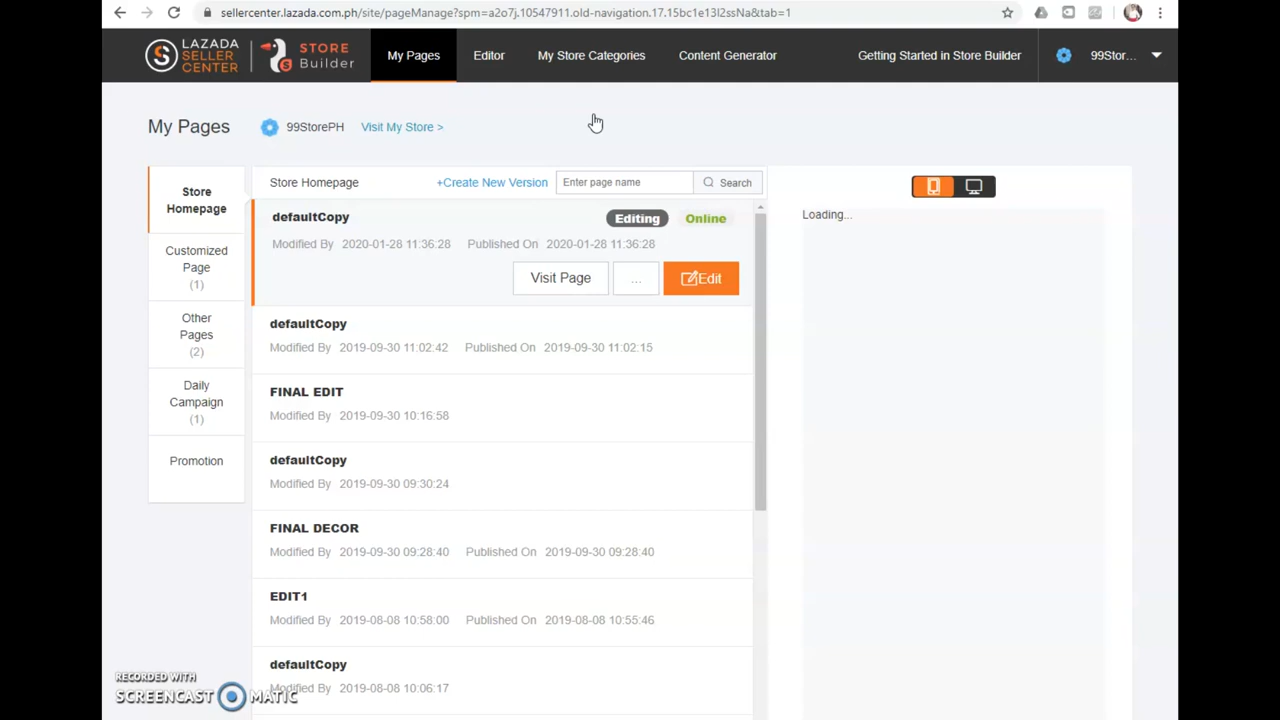 sellercenter.lazada.com.ph/site/pageManage?spm=a2o7j.10547911.old-navigation.17.15bc1e13I2ssNa&tab=1
LAZADA
SELLER
CENTER
STORE
Builder
My Pages
Editor
My Store Categories
Content Generator
Getting Started in Store Builder
99Stor...
My Pages
99StorePH
Visit My Store >
Store
Homepage
Customized
Page
(1)
Other
Pages
(2)
Daily
Campaign
(1)
Promotion
Store Homepage
+Create New Version
Enter page name
Search
defaultCopy
Editing
Online
Modified By 2020-01-28 11:36:28 Published On 2020-01-28 11:36:28
Visit Page
...
Edit
defaultCopy
Modified By 2019-09-30 11:02:42 Published On 2019-09-30 11:02:15
FINAL EDIT
Modified By 2019-09-30 10:16:58
defaultCopy
Modified By 2019-09-30 09:30:24
FINAL DECOR
Modified By 2019-09-30 09:28:40 Published On 2019-09-30 09:28:40
EDIT1
Modified By 2019-08-08 10:58:00 Published On 2019-08-08 10:55:46
defaultCopy
Modified By 2019-08-08 10:06:17
Loading...
RECORDED WITH
SCREENCAST MATIC